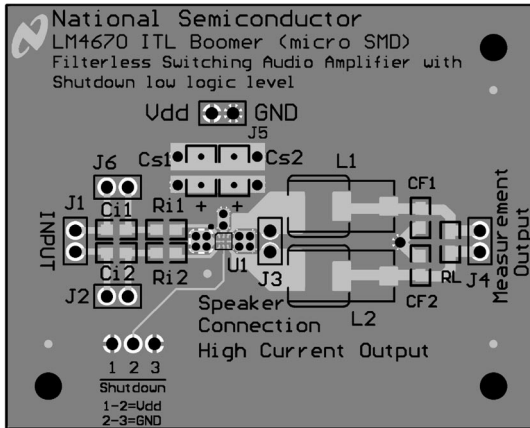 National Semiconductor
LM4670 ITL Boomer (micro SMD)
Filterless Switching Audio Amplifier with
Shutdown low logic level
Vdd GND
J5
Cs1 Cs2
L1
J6
CF1
J1
Ci1 Ri1
+ +
INPUT
Measurement
Output
U1
Ci2 Ri2
J3
RL
J4
J2
CF2
Speaker
Connection
L2
High Current Output
1 2 3
Shutdown
1-2=Vdd
2-3=GND